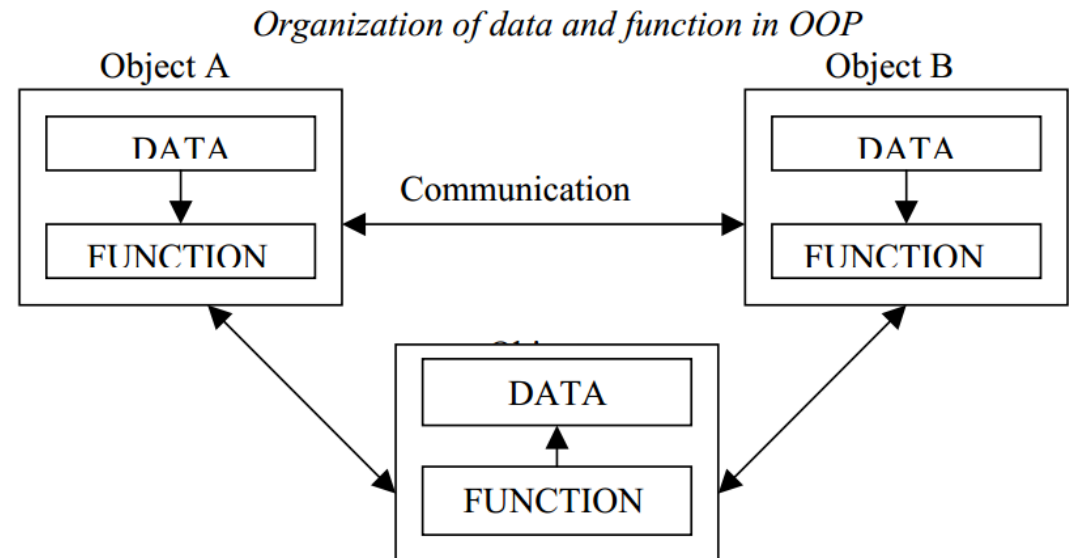 Organization of data and function in OOP
Object A
Object B
DATA
DATA
Communication
FUNCTION
FUNCTION
DATA
FUNCTION